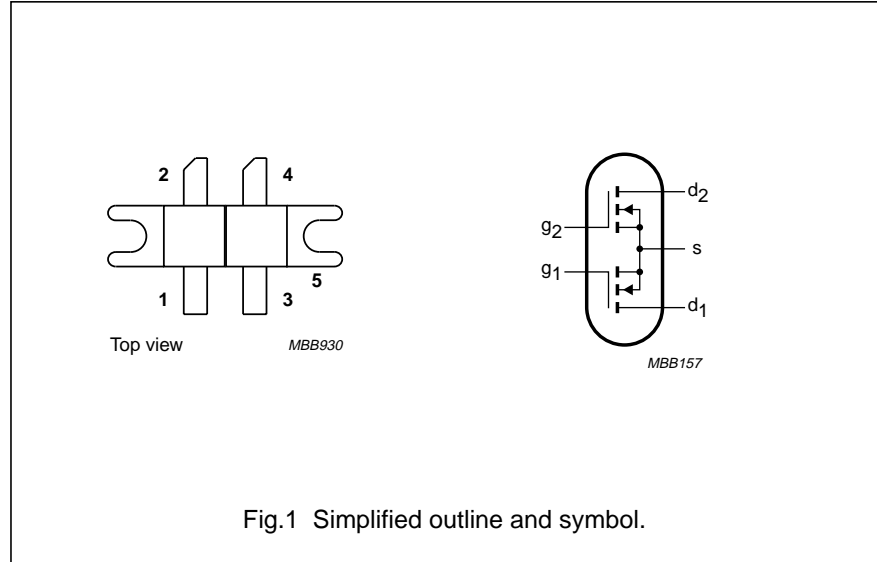 2
4
1
3
5
Top view
MBB930
g2
g1
d2
s
d1
MBB157
Fig.1 Simplified outline and symbol.